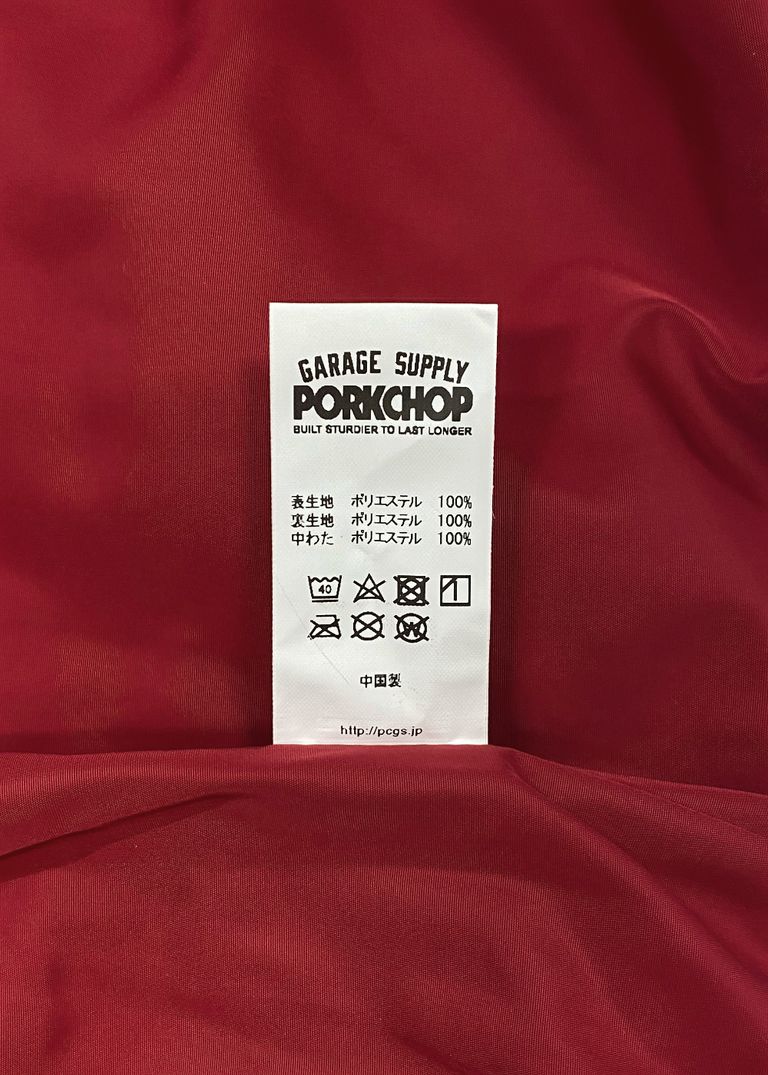 GARAGE SUPPLY
PORKCHOP
BUILT STURDIER TO LAST LONGER
表生地 ポリエステル 100%
裏生地 ポリエステル 100%
中わた ポリエステル 100%
40
W
中国製
http://pcgs.jp